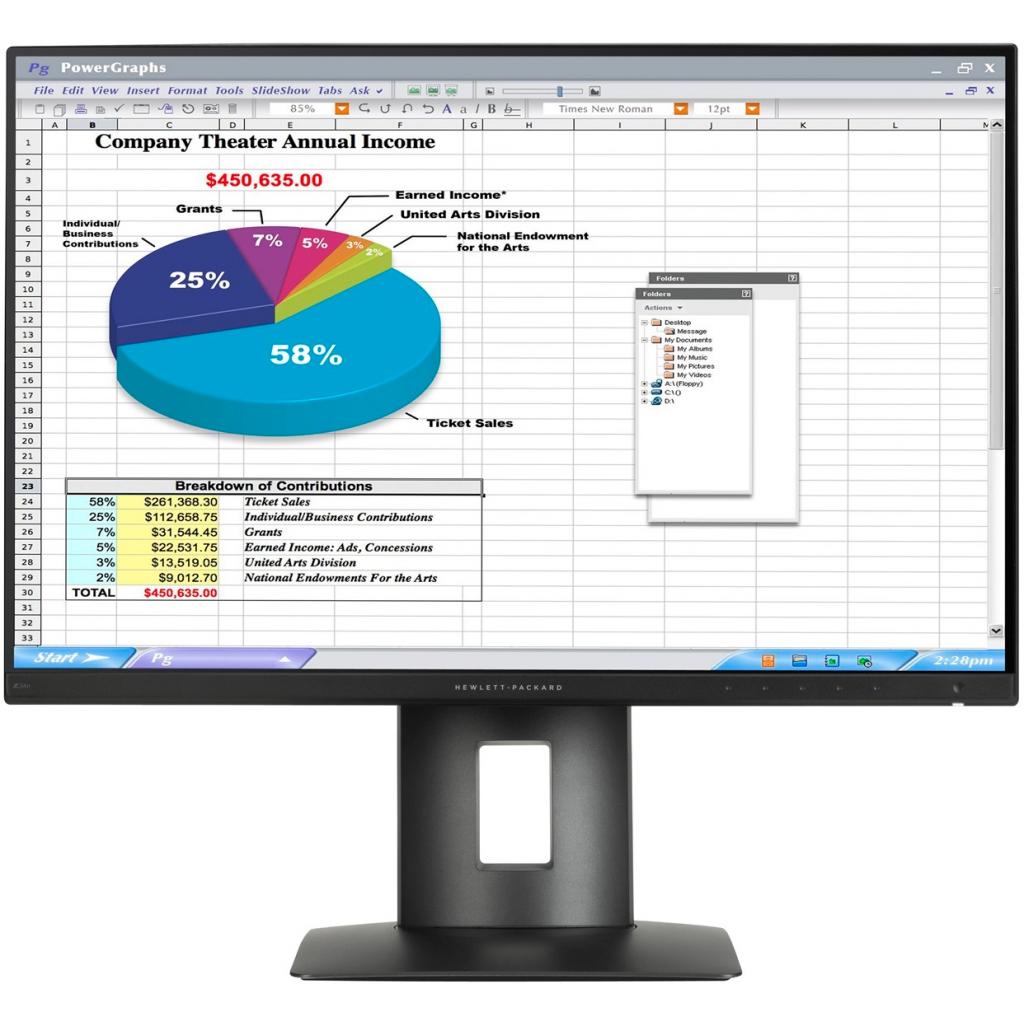 Pg PowerGraphs
File Edit View Insert Format Tools SlideShow Tabs Ask
85% A a I B b Times New Roman 12pt
A B C D E F G H I J K L M
1 Company Theater Annual Income
2
3 $450,635.00
4 Earned Income*
5 Grants United Arts Division
6 Individual/
Business
7 Contributions
7% 5% 3% 2%
National Endowment
for the Arts
8
9
25%
Folders ?
10
Folders ?
11
Actions
12
Desktop
13
Message
My Documents
14
58%
My Albums
My Music
15
My Pictures
16
My Videos
A:\ (Floppy)
17
C:\ ()
D:\
18
19 Ticket Sales
20
21
22
23 Breakdown of Contributions
24 58% $261,368.30 Ticket Sales
25 25% $112,658.75 Individual/Business Contributions
26 7% $31,544.45 Grants
27 5% $22,531.75 Earned Income: Ads, Concessions
28 3% $13,519.05 United Arts Division
29 2% $9,012.70 National Endowments For the Arts
30 TOTAL $450,635.00
31
32
33
Start Pg 2:28pm
HEWLETT-PACKARD